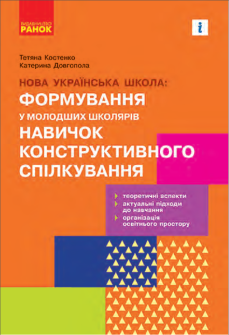 ВИДАВНИЦТВО
РАНОК
Тетяна Костенко
Катерина Довгопола
НОВА УКРАЇНСЬКА ШКОЛА:
ФОРМУВАННЯ
У МОЛОДШИХ ШКОЛЯРІВ
НАВИЧОК
КОНСТРУКТИВНОГО
СПІЛКУВАННЯ
теоретичні аспекти
актуальні підходи
до навчання
організація
освітнього простору